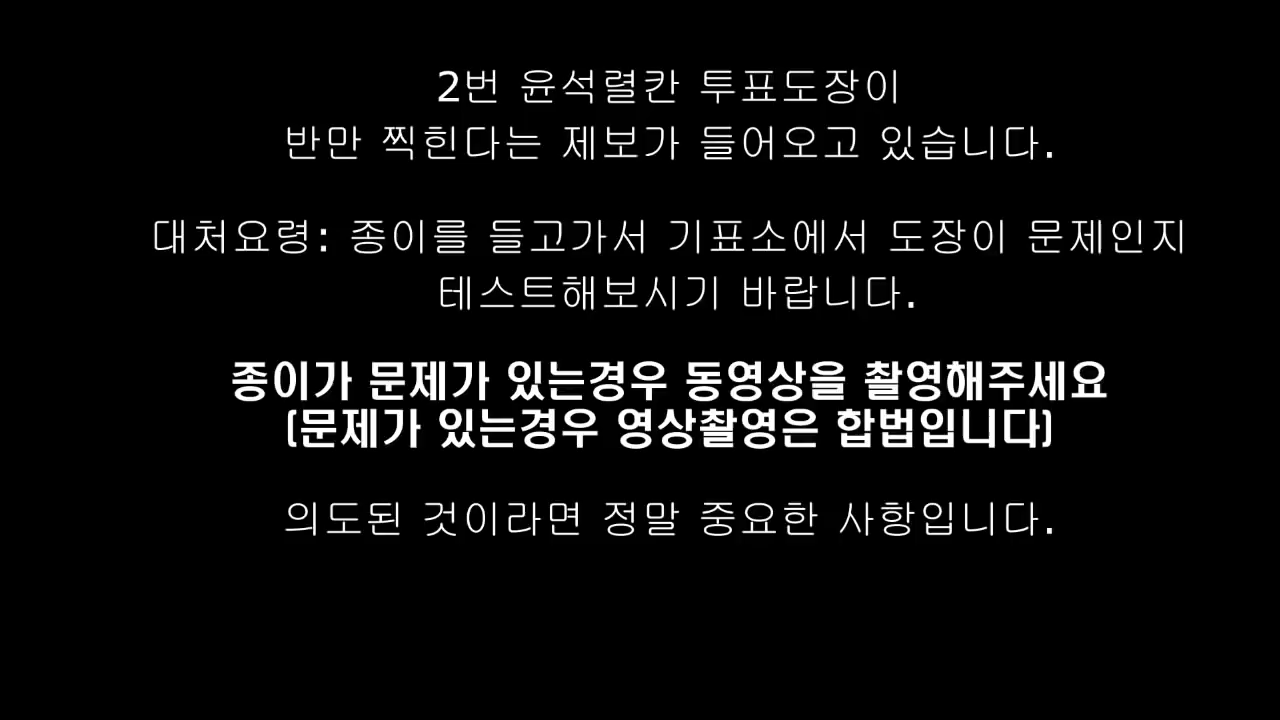 2번 윤석렬칸 투표도장이
반만 찍힌다는 제보가 들어오고 있습니다.
대처요령: 종이를 들고가서 기표소에서 도장이 문제인지
테스트해보시기 바랍니다.
종이가 문제가 있는경우 동영상을 촬영해주세요
(문제가 있는경우 영상촬영은 합법입니다)
의도된 것이라면 정말 중요한 사항입니다.